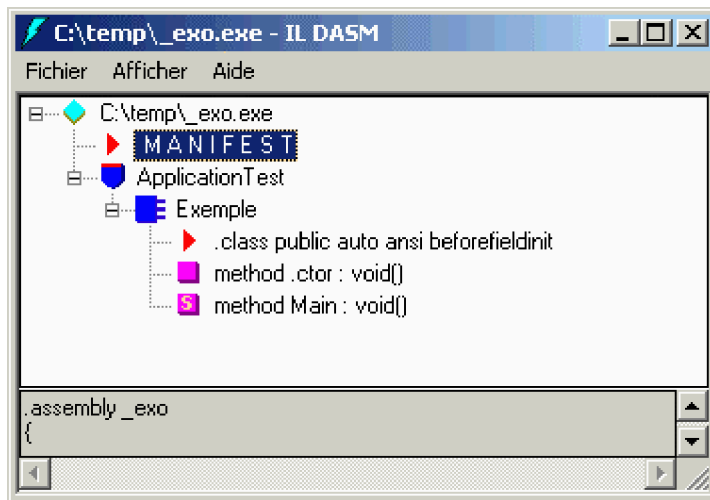 C:\temp\_exo.exe - IL DASM
Fichier Afficher Aide
C:\temp\_exo.exe
M A N I F E S T
ApplicationTest
Exemple
.class public auto ansi beforefieldinit
method .ctor : void()
S method Main : void()
.assembly _exo
{